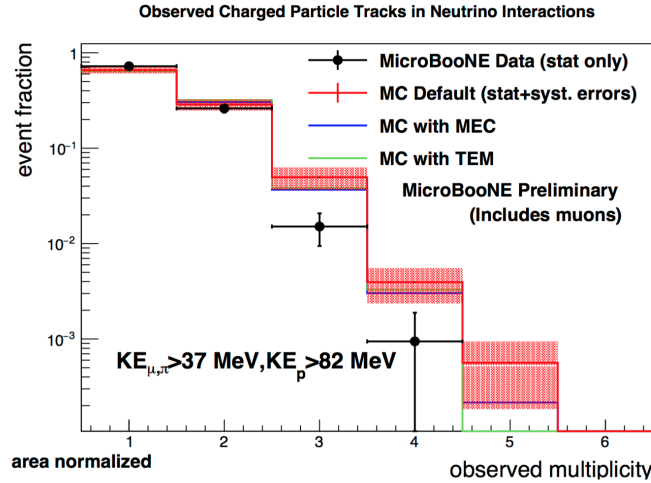 Observed Charged Particle Tracks in Neutrino Interactions
event fraction
1
10⁻¹
10⁻²
10⁻³
MicroBooNE Data (stat only)
MC Default (stat+syst. errors)
MC with MEC
MC with TEM
MicroBooNE Preliminary
(Includes muons)
KE_μ,π>37 MeV,KE_p>82 MeV
1 2 3 4 5 6
area normalized
observed multiplicity